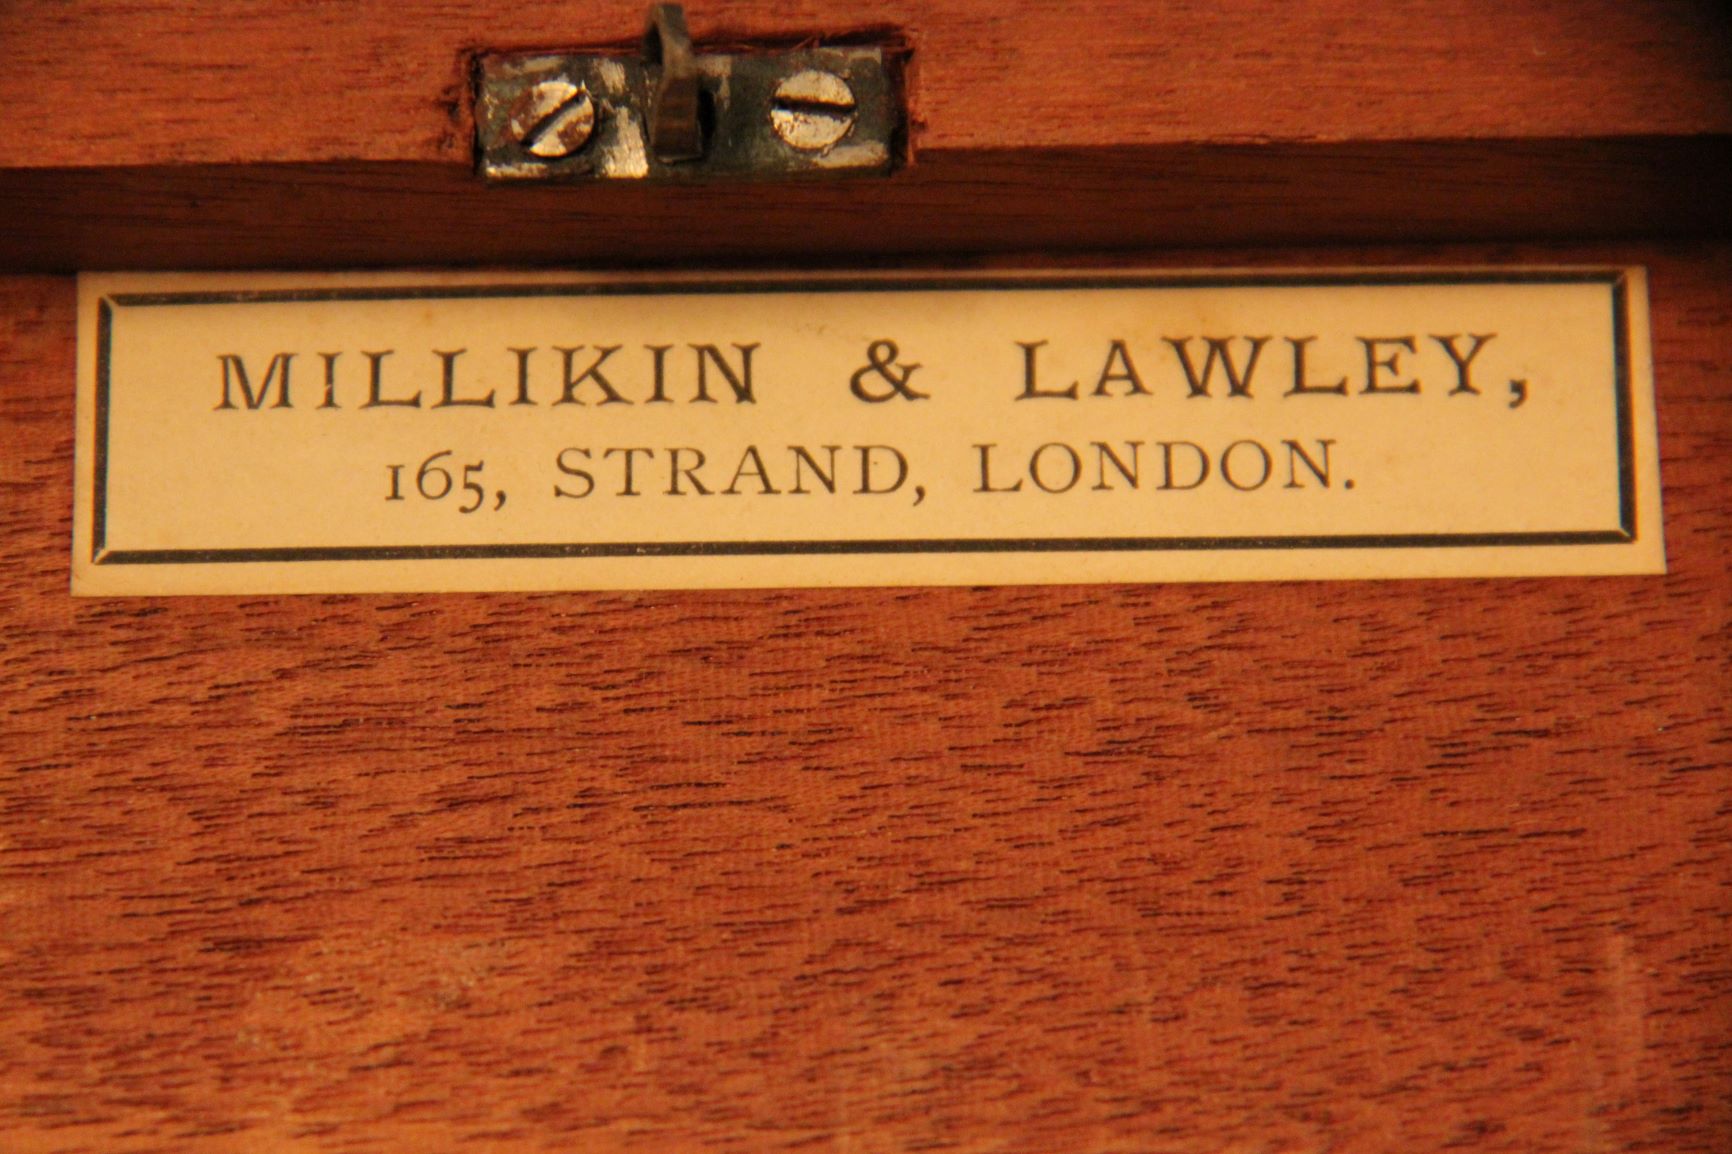 MILLIKIN & LAWLEY,
165, STRAND, LONDON.